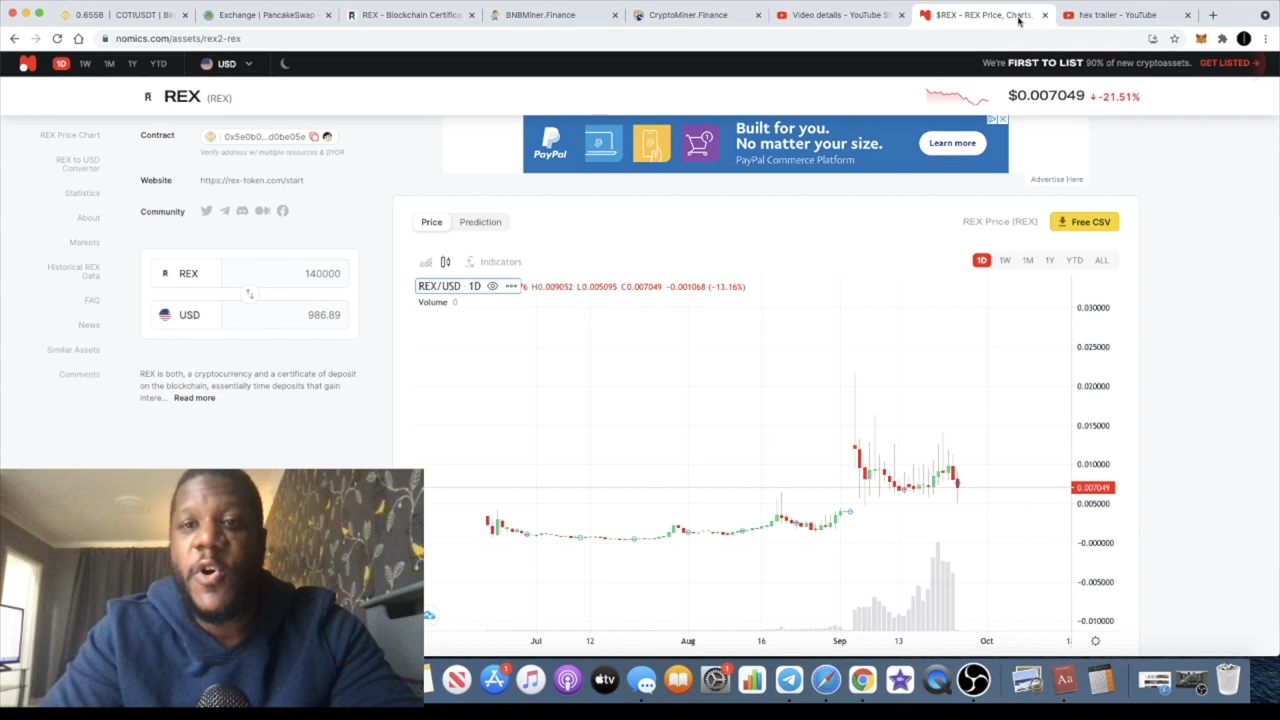 0.655B | COTIUSDT | Bin
Exchange | PancakeSwap -
REX - Blockchain Certifica
BNBMiner.Finance
CryptoMiner.Finance
Video details - YouTube St
$REX - REX Price, Charts,
hex trailer - YouTube
nomics.com/assets/rex2-rex
1D 1W 1M 1Y YTD USD
We're FIRST TO LIST 90% of new cryptoassets. GET LISTED →
REX (REX)
$0.007049 ↓-21.51%
REX Price Chart
REX to USD
Converter
Statistics
About
Markets
Historical REX
Data
FAQ
News
Similar Assets
Comments
Contract 0x5e0b0...d0be05e
Verify address w/ multiple resources & DYOR
Website https://rex-token.com/start
Community
REX 140000
USD 986.89
REX is both, a cryptocurrency and a certificate of deposit
on the blockchain, essentially time deposits that gain
intere... Read more
PayPal
Built for you.
No matter your size.
PayPal Commerce Platform
Learn more
Advertise Here
Price Prediction
REX Price (REX) Free CSV
Indicators
1D 1W 1M 1Y YTD ALL
REX/USD · 1D 76 H0.009052 L0.005095 C0.007049 -0.001068 (-13.16%)
Volume 0
0.030000
0.025000
0.020000
0.015000
0.010000
0.007049
0.005000
-0.000000
-0.005000
-0.010000
Jul 12 Aug 16 Sep 13 Oct
1
tv
1
Aa